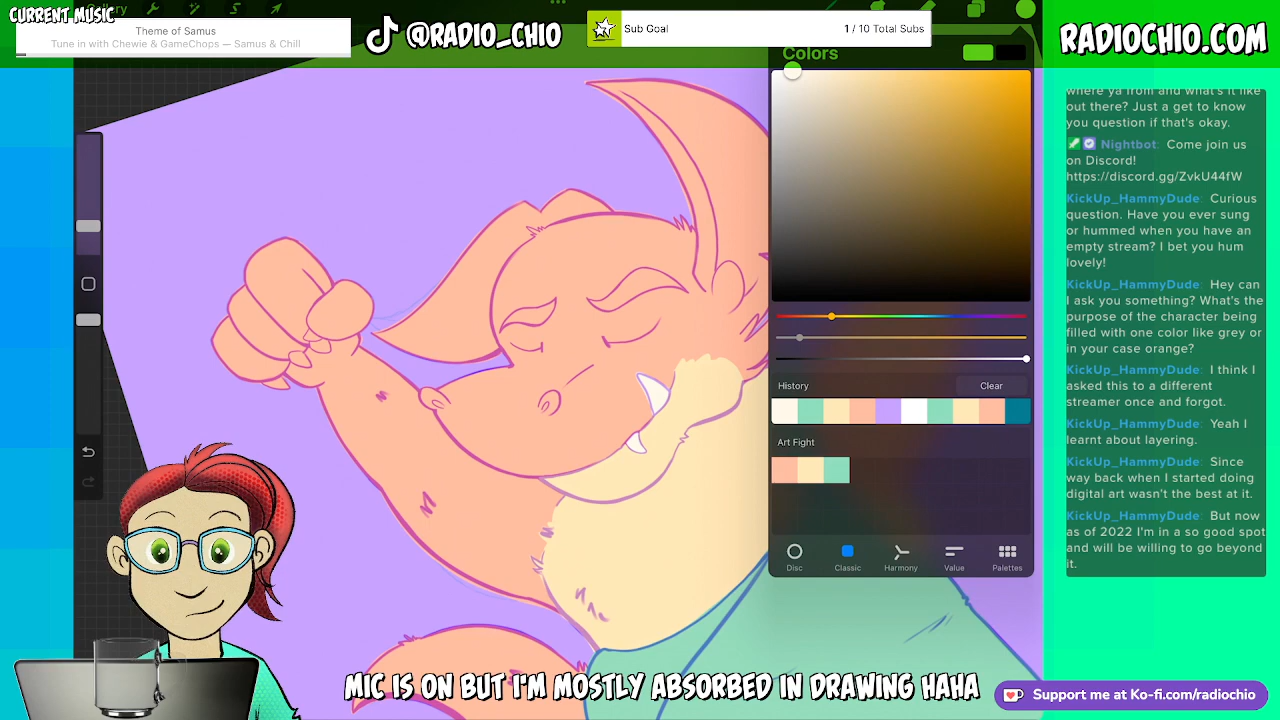 CURRENT MUSIC
Theme of Samus
Tune in with Chewie & GameChops — Samus & Chill
Gallery
@RADIO_CHIO
Sub Goal
1 / 10 Total Subs
RADIOCHIO.COM
Colors
where ya from and what's it like
out there? Just a get to know
you question if that's okay.
Nightbot: Come join us
on Discord!
https://discord.gg/ZvkU44fW
KickUp_HammyDude: Curious
question. Have you ever sung
or hummed when you have an
empty stream? I bet you hum
lovely!
KickUp_HammyDude: Hey can
I ask you something? What's the
purpose of the character being
filled with one color like grey or
in your case orange?
KickUp_HammyDude: I think I
asked this to a different
streamer once and forgot.
KickUp_HammyDude: Yeah I
learnt about layering.
KickUp_HammyDude: Since
way back when I started doing
digital art wasn't the best at it.
KickUp_HammyDude: But now
as of 2022 I'm in a so good spot
and will be willing to go beyond
it.
History
Clear
Art Fight
Disc
Classic
Harmony
Value
Palettes
MIC IS ON BUT I'M MOSTLY ABSORBED IN DRAWING HAHA
Support me at Ko-fi.com/radiochio